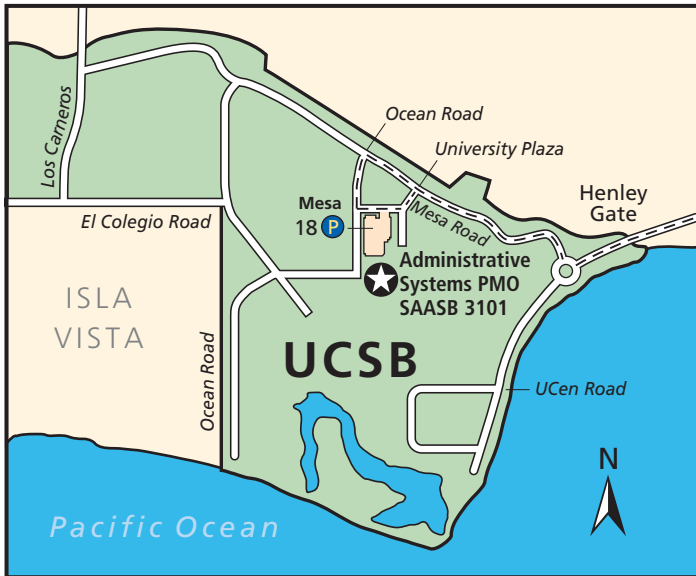 Los Carneros
Ocean Road
University Plaza
Henley
Gate
Mesa
18 P
El Colegio Road
Mesa Road
Administrative
Systems PMO
SAASB 3101
ISLA
VISTA
Ocean Road
UCSB
UCen Road
N
Pacific Ocean